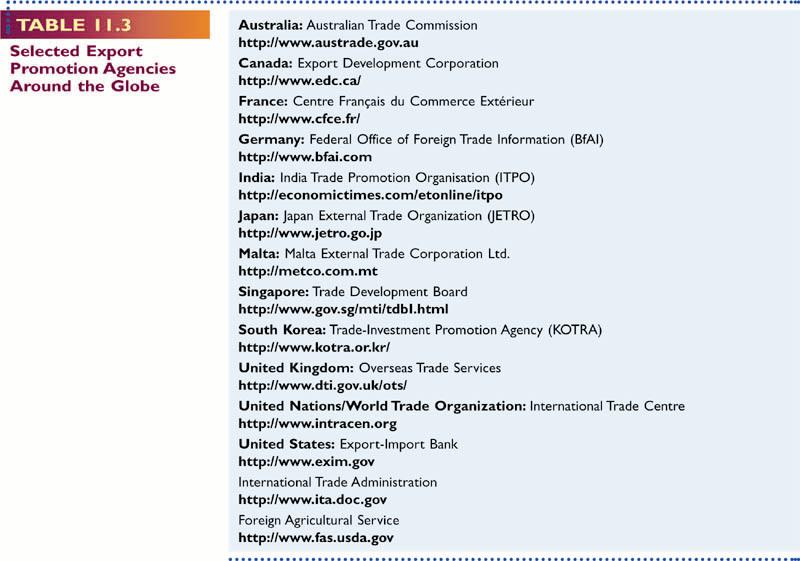 TABLE 11.3
Selected Export
Promotion Agencies
Around the Globe
Australia: Australian Trade Commission
http://www.austrade.gov.au
Canada: Export Development Corporation
http://www.edc.ca/
France: Centre Français du Commerce Extérieur
http://www.cfce.fr/
Germany: Federal Office of Foreign Trade Information (BfAI)
http://www.bfai.com
India: India Trade Promotion Organisation (ITPO)
http://economictimes.com/etonline/itpo
Japan: Japan External Trade Organization (JETRO)
http://www.jetro.go.jp
Malta: Malta External Trade Corporation Ltd.
http://metco.com.mt
Singapore: Trade Development Board
http://www.gov.sg/mti/tdb1.html
South Korea: Trade-Investment Promotion Agency (KOTRA)
http://www.kotra.or.kr/
United Kingdom: Overseas Trade Services
http://www.dti.gov.uk/ots/
United Nations/World Trade Organization: International Trade Centre
http://www.intracen.org
United States: Export-Import Bank
http://www.exim.gov
International Trade Administration
http://www.ita.doc.gov
Foreign Agricultural Service
http://www.fas.usda.gov